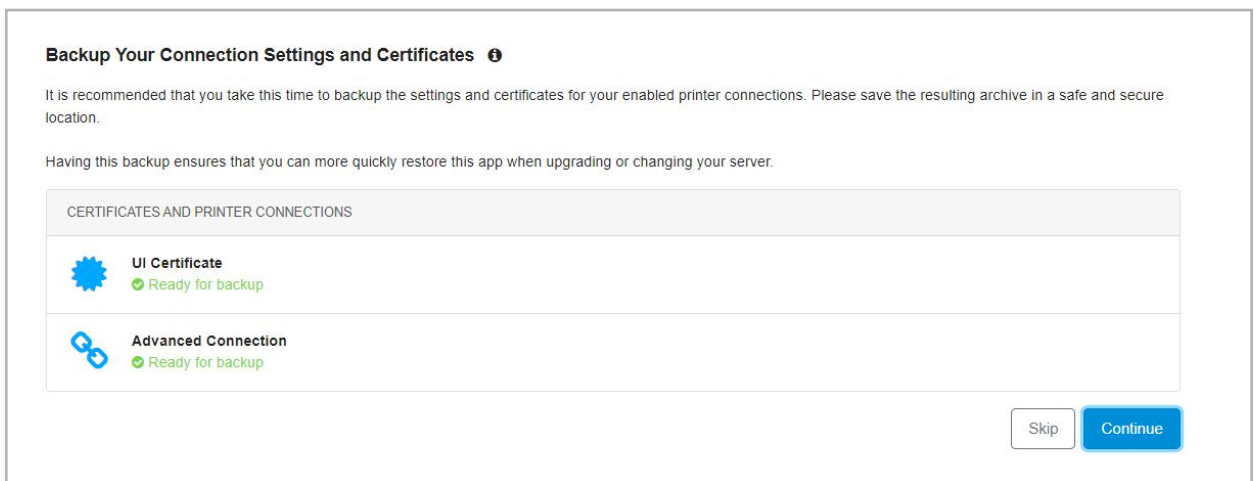 Backup Your Connection Settings and Certificates
It is recommended that you take this time to backup the settings and certificates for your enabled printer connections. Please save the resulting archive in a safe and secure
location.
Having this backup ensures that you can more quickly restore this app when upgrading or changing your server.
CERTIFICATES AND PRINTER CONNECTIONS
UI Certificate
Ready for backup
Advanced Connection
Ready for backup
Skip Continue